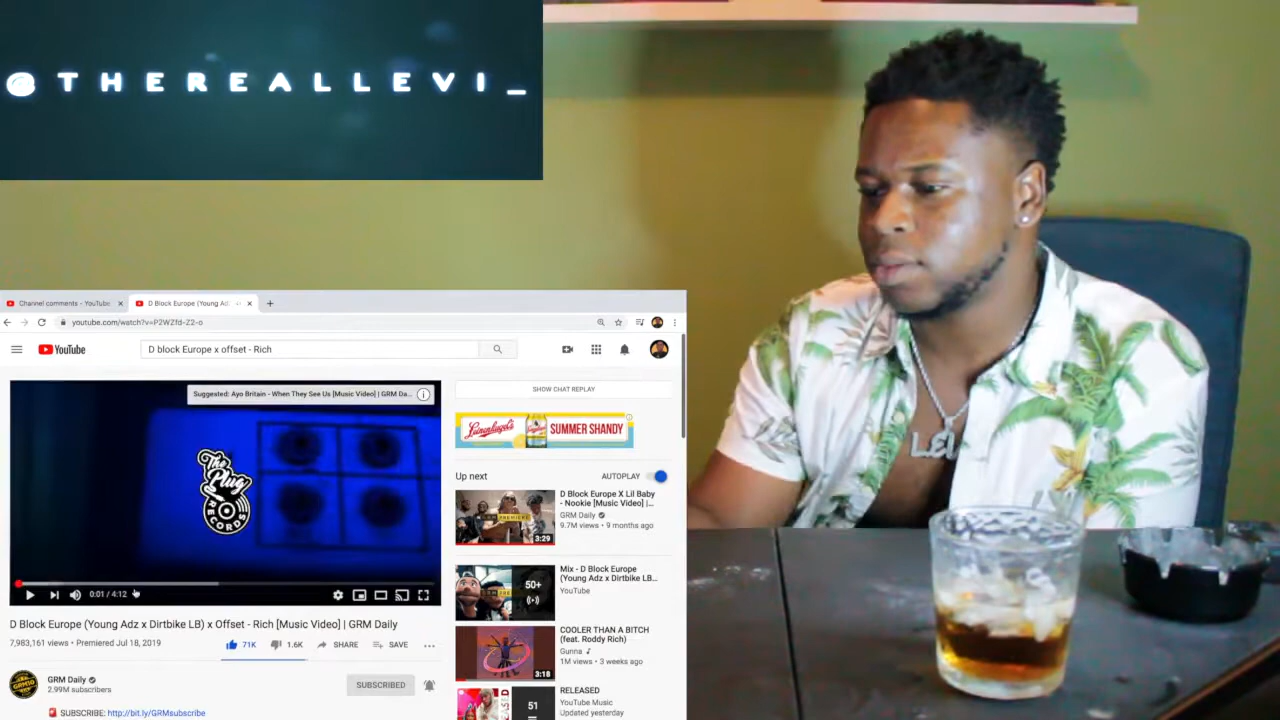 @THEREALLEVI_
Channel comments - YouTube
D Block Europe (Young Ad
youtube.com/watch?v=P2WZfd-Z2-o
YouTube
D block Europe x offset - Rich
Suggested: Ayo Britain - When They See Us [Music Video] | GRM Da...
The Plug
RECORDS
0:01 / 4:12
D Block Europe (Young Adz x Dirtbike LB) x Offset - Rich [Music Video] | GRM Daily
7,983,161 views • Premiered Jul 18, 2019
71K
1.6K
SHARE
SAVE
GRM Daily
2.99M subscribers
SUBSCRIBED
SUBSCRIBE: http://bit.ly/GRMsubscribe
SHOW CHAT REPLAY
Leinenkugel's
SUMMER SHANDY
Up next
AUTOPLAY
D Block Europe X Lil Baby
- Nookie [Music Video] |...
GRM Daily
9.7M views • 9 months ago
3:29
Mix - D Block Europe
(Young Adz x Dirtbike LB...
YouTube
50+
COOLER THAN A BITCH
(feat. Roddy Rich)
Gunna
1M views • 3 weeks ago
3:18
RELEASED
YouTube Music
Updated yesterday
51